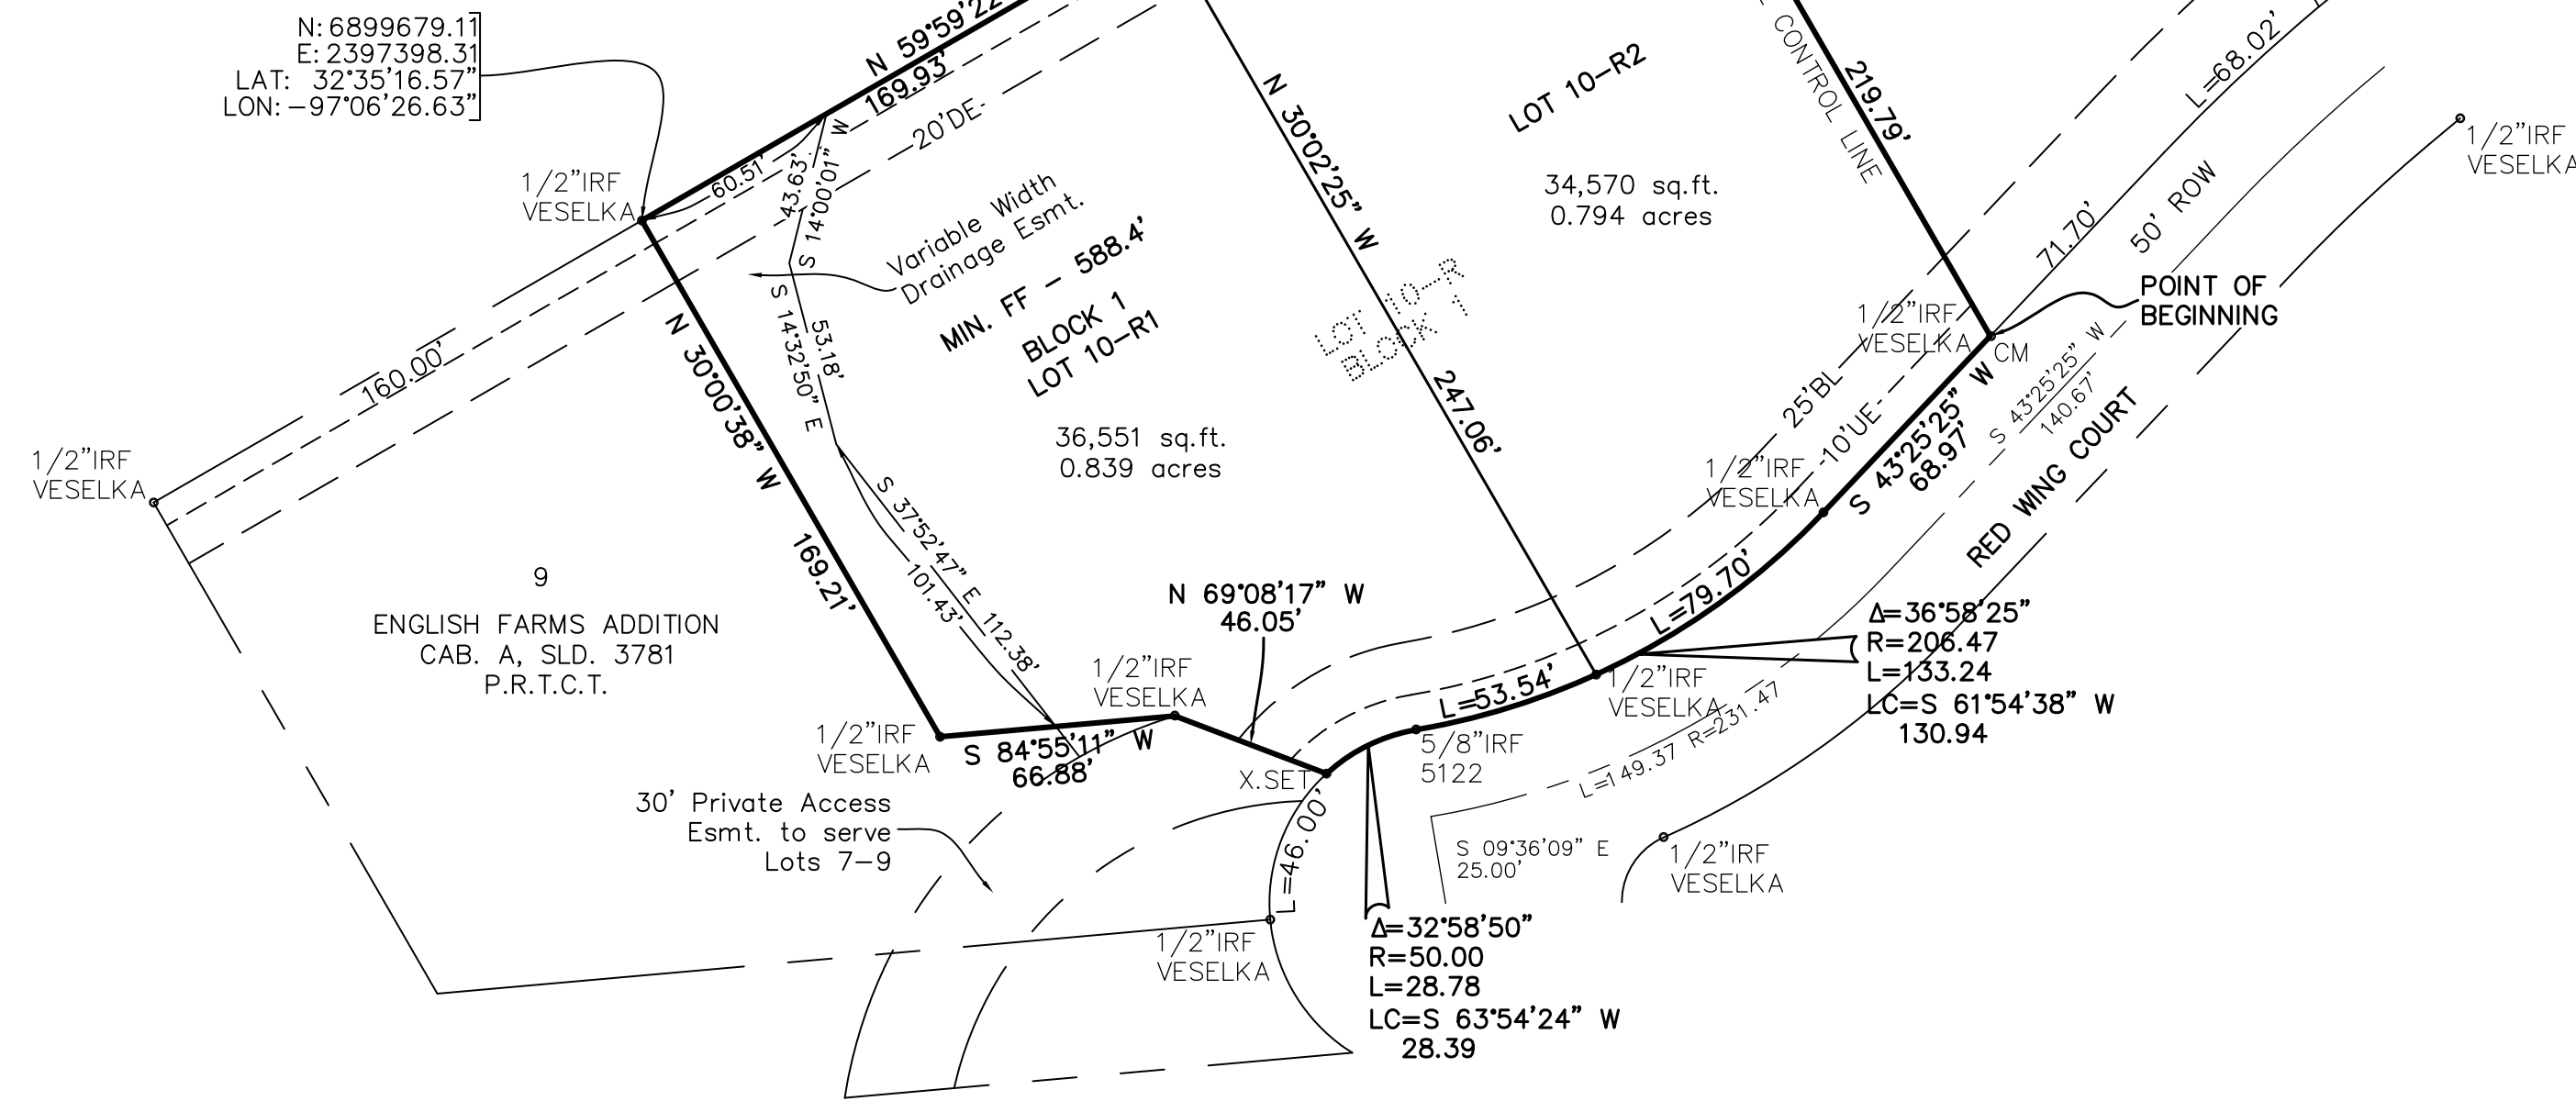 N: 6899679.11
E: 2397398.31
LAT: 32°35'16.57"
LON: -97°06'26.63"
N 59°59'22
169.93'
20'DE
60.51'
1/2"IRF
VESELKA
43.63'
S 14°00'01" W
Variable Width
Drainage Esmt.
MIN. FF - 588.4'
BLOCK 1
LOT 10-R1
36,551 sq.ft.
0.839 acres
S 14°32'50" E
53.18'
N 30°00'38" W
169.21'
160.00'
1/2"IRF
VESELKA
S 37°52'47" E 112.38'
101.43'
N 30°02'25" W
247.06'
LOT 10-R2
34,570 sq.ft.
0.794 acres
LOT 10-R
BLOCK 1
CONTROL LINE
219.79'
L=68.02'
71.70'
50' ROW
1/2"IRF
VESELKA
POINT OF
BEGINNING
1/2"IRF
VESELKA
CM
25'BL
10'UE
S 43°25'25" W
68.97'
S 43°25'25" W
140.67'
RED WING COURT
1/2"IRF
VESELKA
L=79.70'
Δ=36°58'25"
R=206.47
L=133.24
LC=S 61°54'38" W
130.94
9
ENGLISH FARMS ADDITION
CAB. A, SLD. 3781
P.R.T.C.T.
N 69°08'17" W
46.05'
1/2"IRF
VESELKA
1/2"IRF
VESELKA
S 84°55'11" W
66.88'
X.SET
L=53.54'
5/8"IRF
5122
1/2"IRF
VESELKA
L=149.37 R=231.47
30' Private Access
Esmt. to serve
Lots 7-9
L=46.00'
S 09°36'09" E
25.00'
1/2"IRF
VESELKA
1/2"IRF
VESELKA
Δ=32°58'50"
R=50.00
L=28.78
LC=S 63°54'24" W
28.39